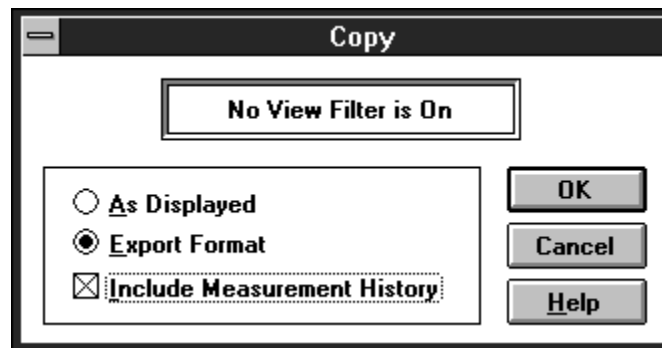 Copy
No View Filter is On
As Displayed
Export Format
Include Measurement History
OK
Cancel
Help